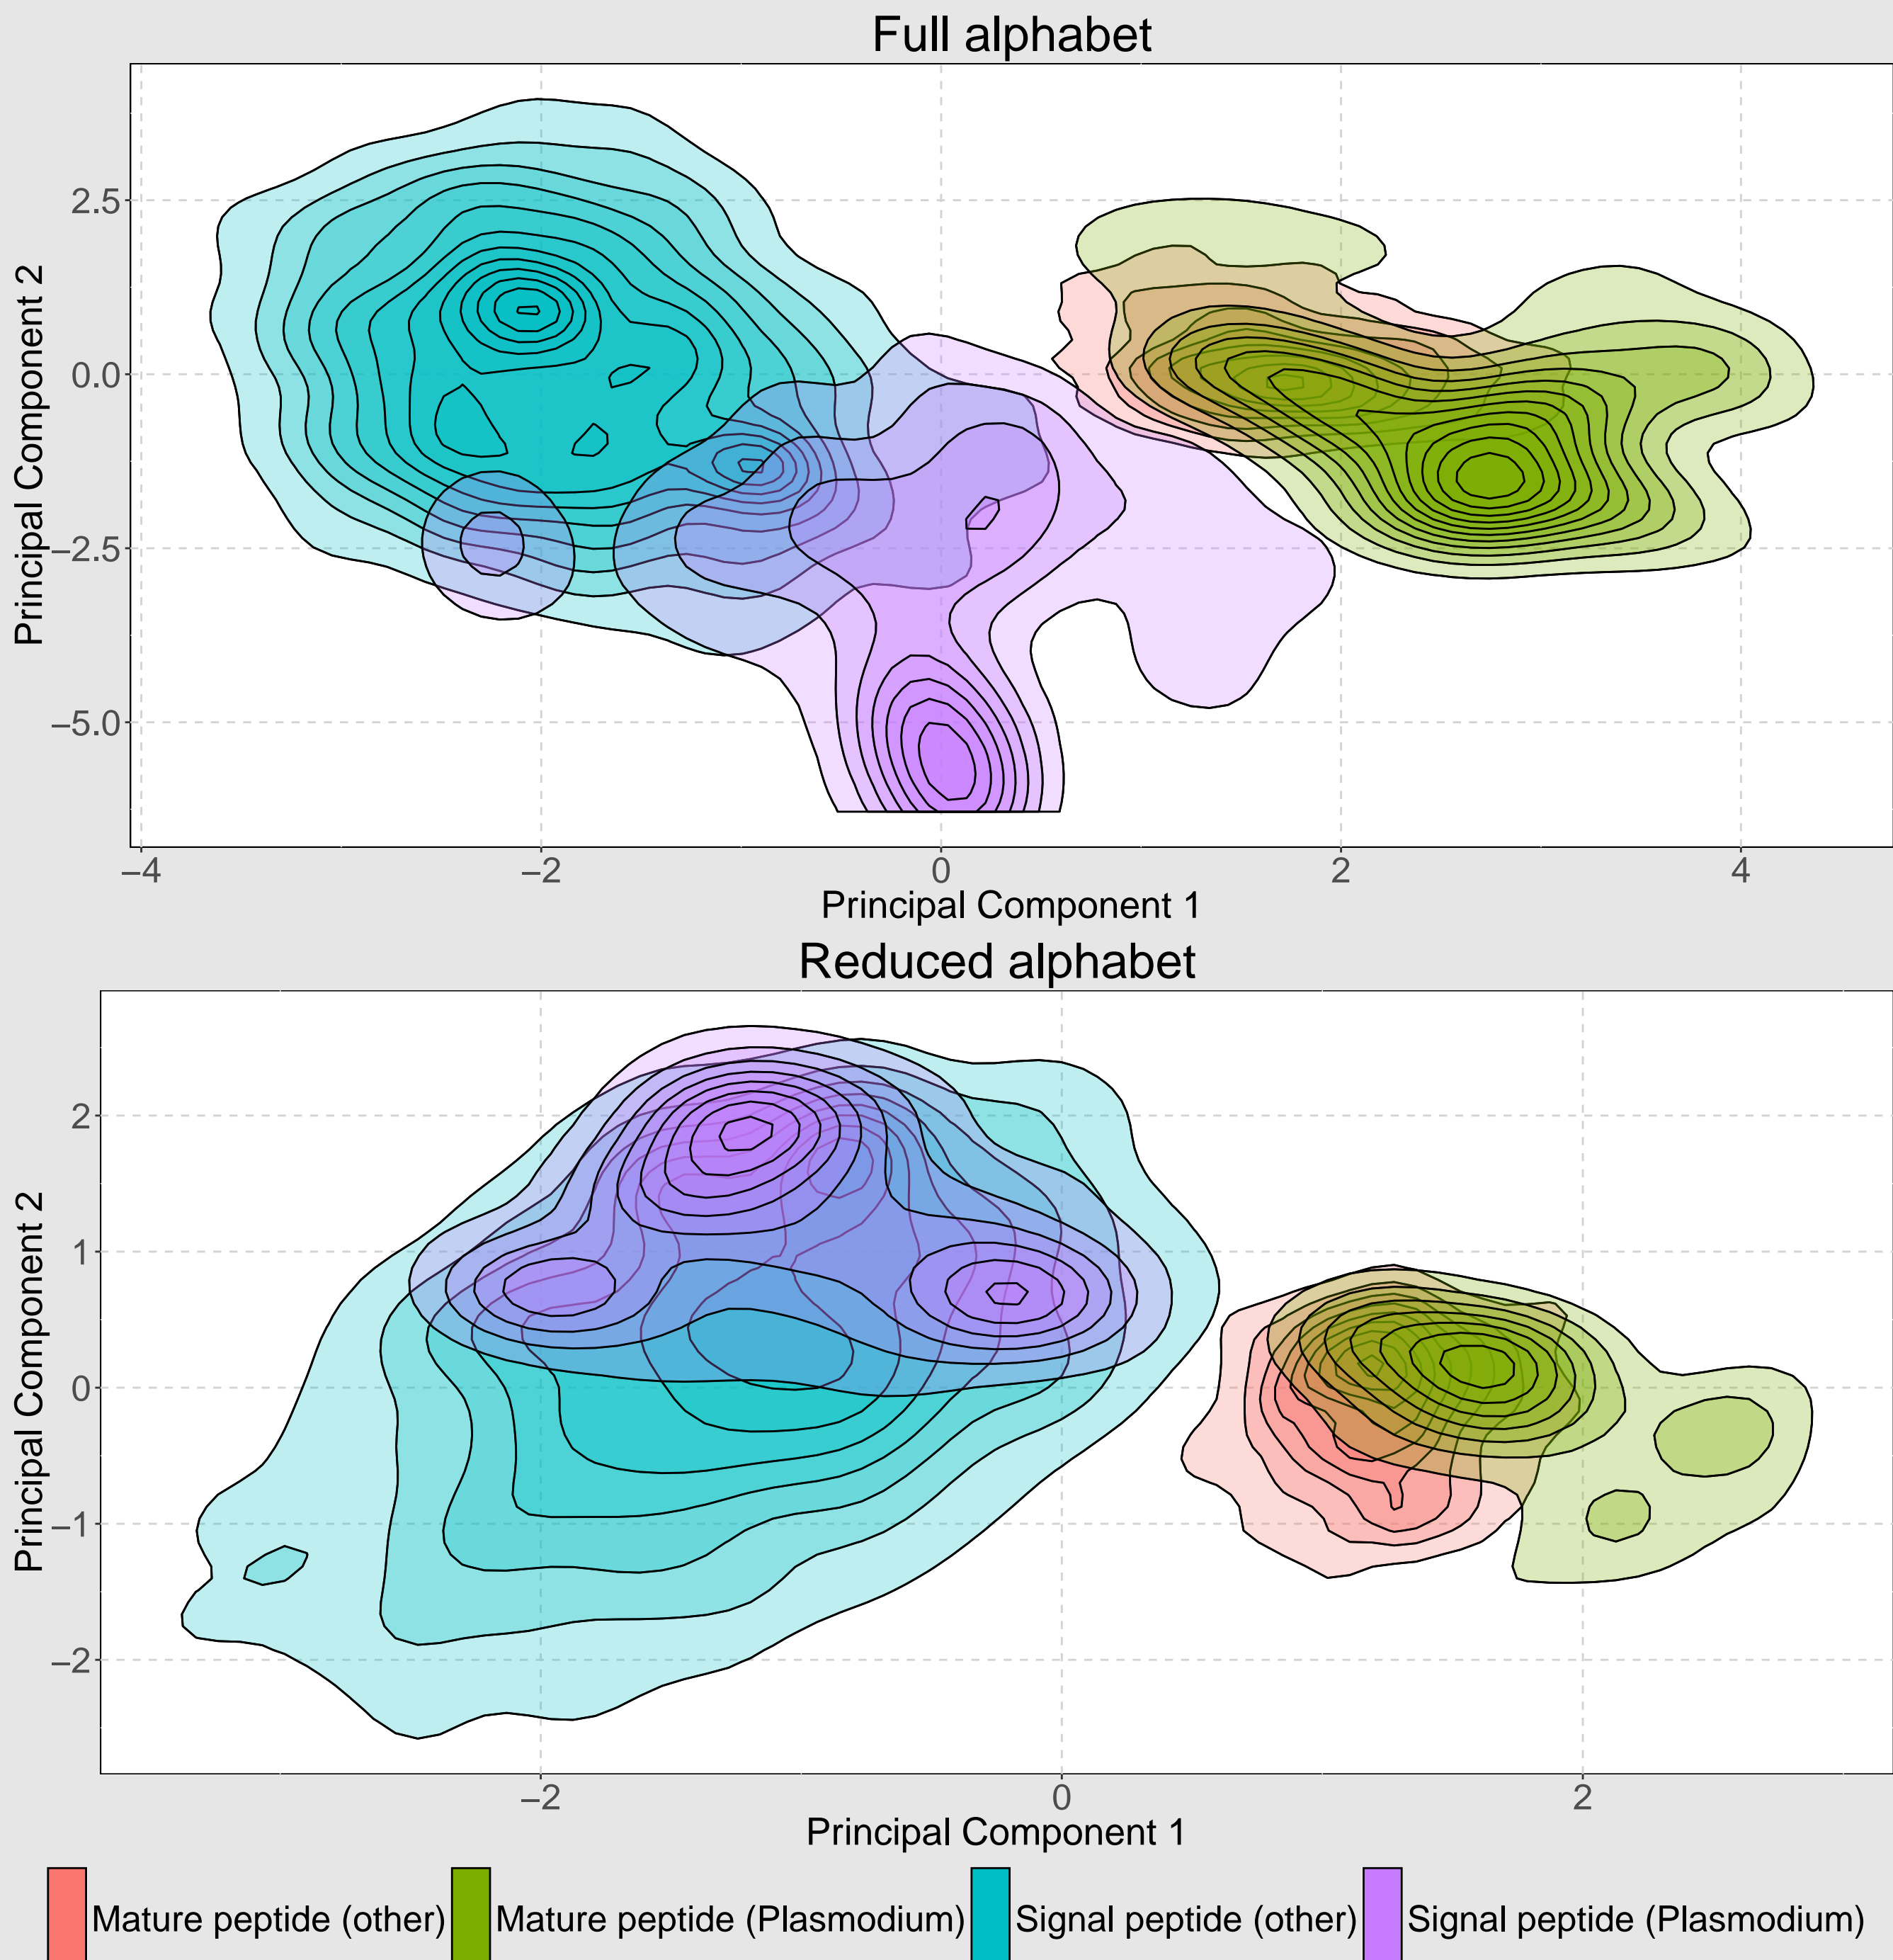 Full alphabet
Principal Component 2
2.5
0.0
−2.5
−5.0
−4 −2 0 2 4
Principal Component 1
Reduced alphabet
Principal Component 2
2
1
0
−1
−2
−2 0 2
Principal Component 1
Mature peptide (other) Mature peptide (Plasmodium) Signal peptide (other) Signal peptide (Plasmodium)